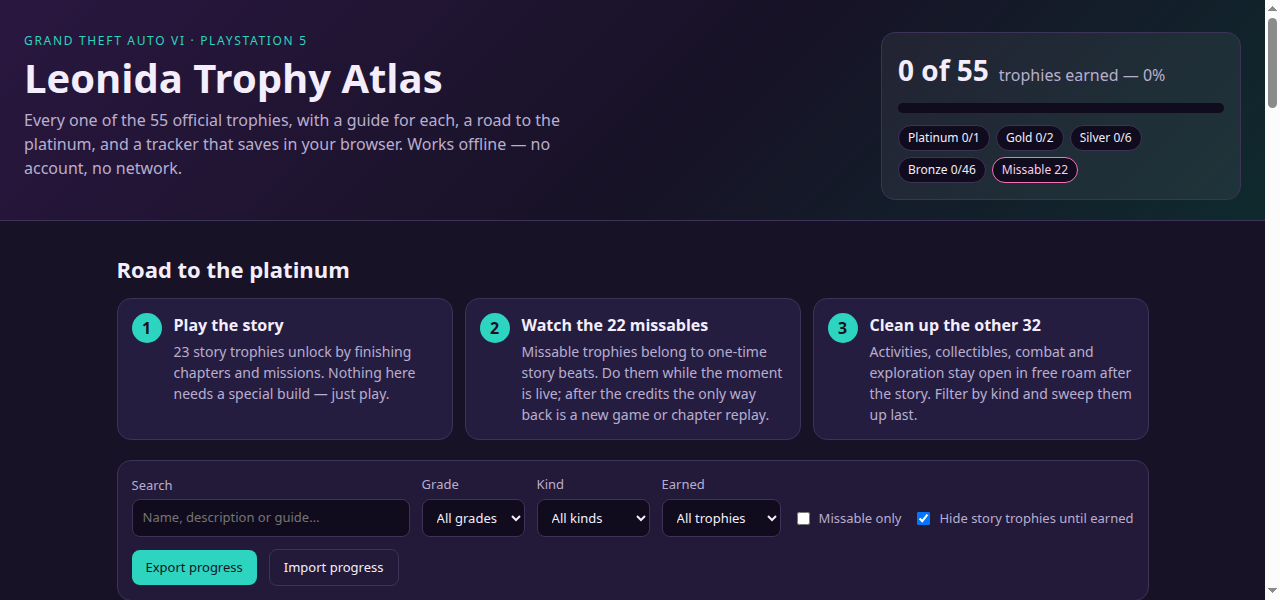 GRAND THEFT AUTO VI · PLAYSTATION 5
Leonida Trophy Atlas
Every one of the 55 official trophies, with a guide for each, a road to the
platinum, and a tracker that saves in your browser. Works offline — no
account, no network.
0 of 55 trophies earned — 0%
Platinum 0/1 Gold 0/2 Silver 0/6
Bronze 0/46 Missable 22
Road to the platinum
1 Play the story
23 story trophies unlock by finishing
chapters and missions. Nothing here
needs a special build — just play.
2 Watch the 22 missables
Missable trophies belong to one-time
story beats. Do them while the moment
is live; after the credits the only way
back is a new game or chapter replay.
3 Clean up the other 32
Activities, collectibles, combat and
exploration stay open in free roam after
the story. Filter by kind and sweep them
up last.
Search Grade Kind Earned
Name, description or guide... All grades All kinds All trophies Missable only Hide story trophies until earned
Export progress Import progress